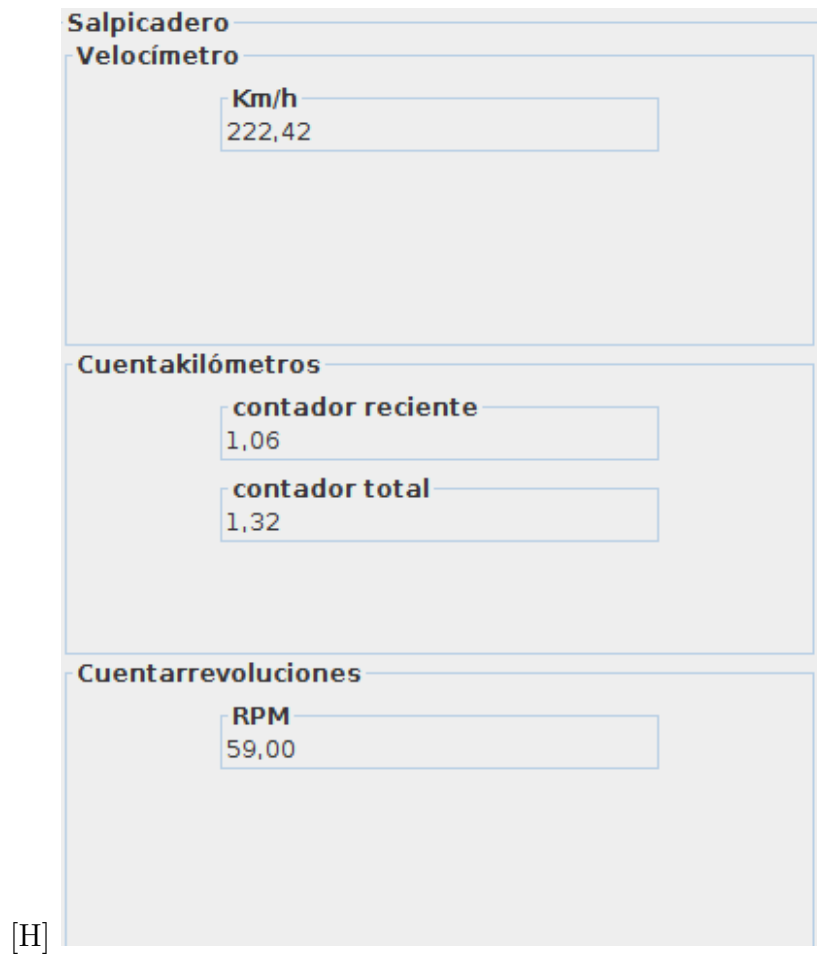 Salpicadero
Velocímetro
Km/h
222,42
Cuentakilómetros
contador reciente
1,06
contador total
1,32
Cuentarrevoluciones
RPM
59,00
[H]